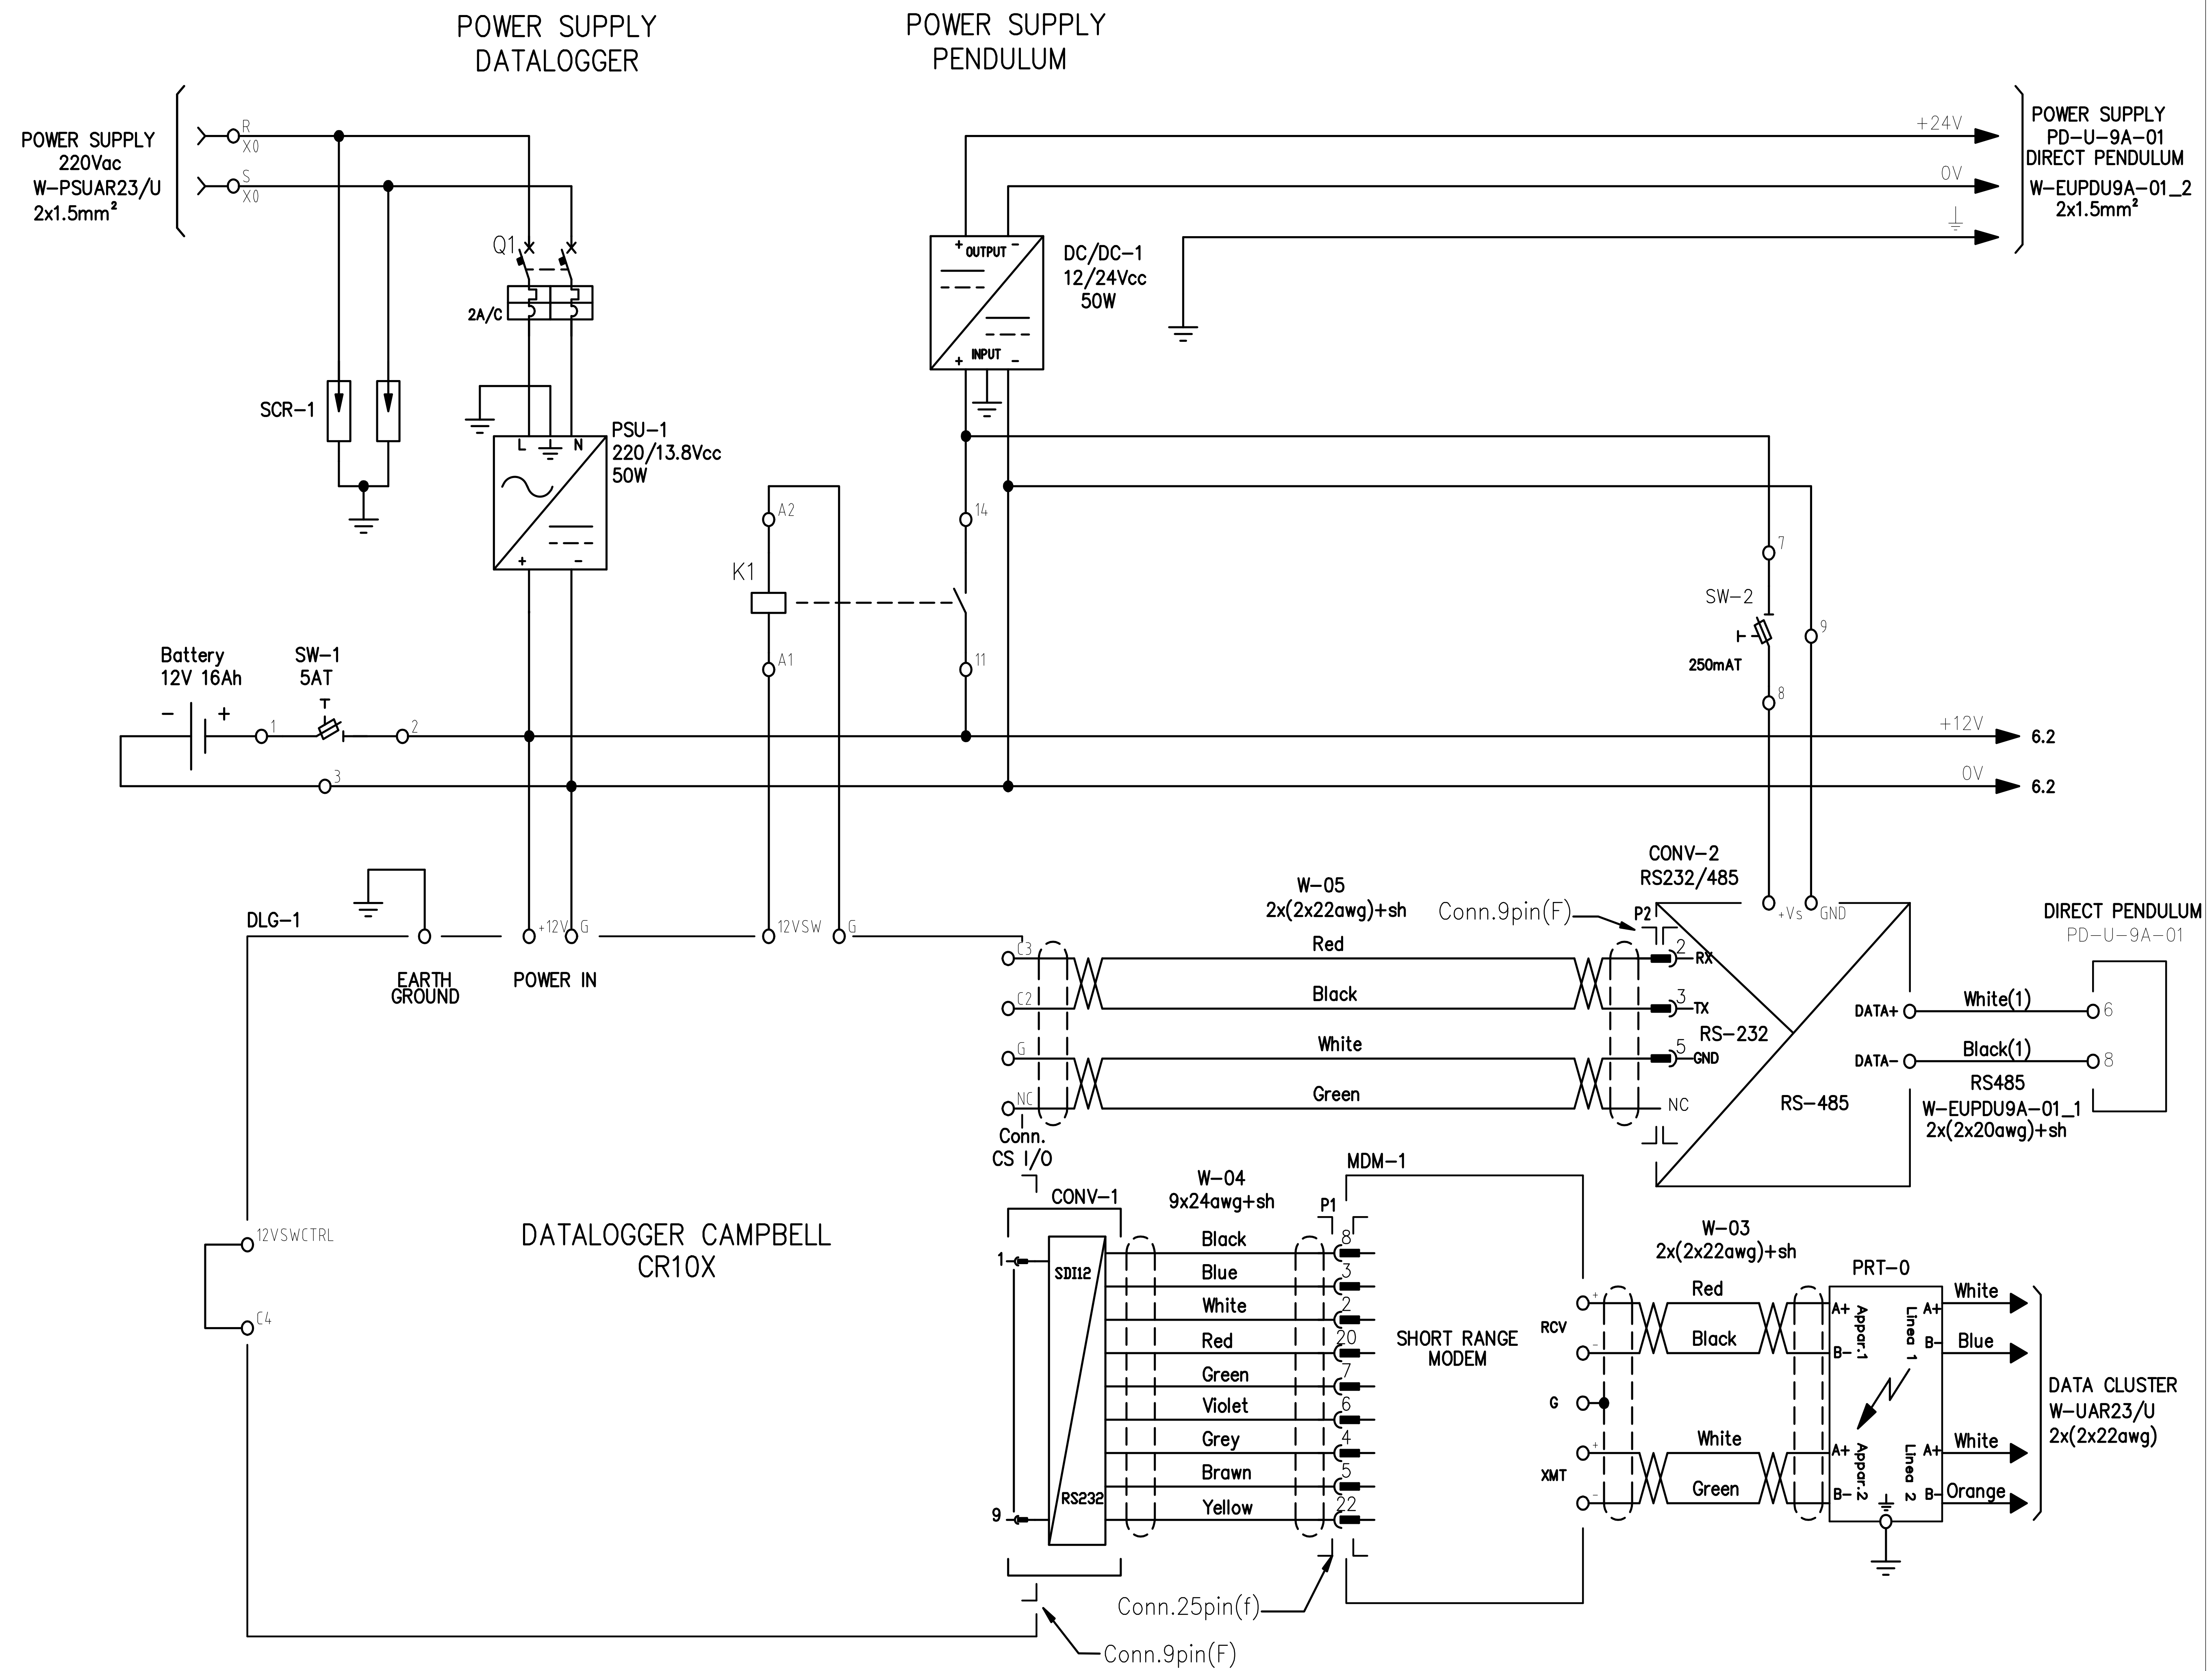 POWER SUPPLY
DATALOGGER
POWER SUPPLY
PENDULUM
POWER SUPPLY
220Vac
W-PSUAR23/U
2x1.5mm²
R
X0
S
X0
+24V
0V
POWER SUPPLY
PD-U-9A-01
DIRECT PENDULUM
W-EUPDU9A-01_2
2x1.5mm²
Q1
2A/C
+ OUTPUT -
+ INPUT -
DC/DC-1
12/24Vcc
50W
SCR-1
L N
+ -
PSU-1
220/13.8Vcc
50W
A2
K1
A1
14
11
7
SW-2
250mAT
8
9
Battery
12V 16Ah
- +
SW-1
5AT
T
1
2
3
+12V
6.2
0V
6.2
DLG-1
EARTH
GROUND
+12V
G
POWER IN
12VSW
G
12VSWCTRL
C4
DATALOGGER CAMPBELL
CR10X
C3
C2
G
NC
Conn.
CS I/O
W-05
2x(2x22awg)+sh
Red
Black
White
Green
Conn.9pin(F)
P2
2
RX
3
TX
5
GND
NC
CONV-2
RS232/485
+Vs
GND
RS-232
RS-485
DATA+
DATA-
White(1)
Black(1)
RS485
W-EUPDU9A-01_1
2x(2x20awg)+sh
DIRECT PENDULUM
PD-U-9A-01
6
8
CONV-1
1
9
SDI12
RS232
Conn.9pin(F)
W-04
9x24awg+sh
Black
Blue
White
Red
Green
Violet
Grey
Brawn
Yellow
P1
8
3
2
20
7
6
4
5
22
Conn.25pin(f)
MDM-1
SHORT RANGE
MODEM
+
RCV
-
G
+
XMT
-
W-03
2x(2x22awg)+sh
Red
Black
White
Green
PRT-0
A+
B-
Appar.1
Linea 1
A+
B-
A+
B-
Appar.2
Linea 2
A+
B-
White
Blue
White
Orange
DATA CLUSTER
W-UAR23/U
2x(2x22awg)